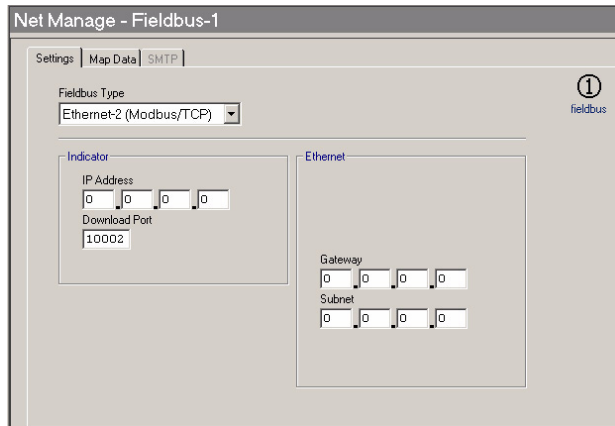 Net Manage - Fieldbus-1
Settings Map Data SMTP
1
fieldbus
Fieldbus Type
Ethernet-2 (Modbus/TCP)
Indicator
IP Address
0 . 0 . 0 . 0
Download Port
10002
Ethernet
Gateway
0 . 0 . 0 . 0
Subnet
0 . 0 . 0 . 0